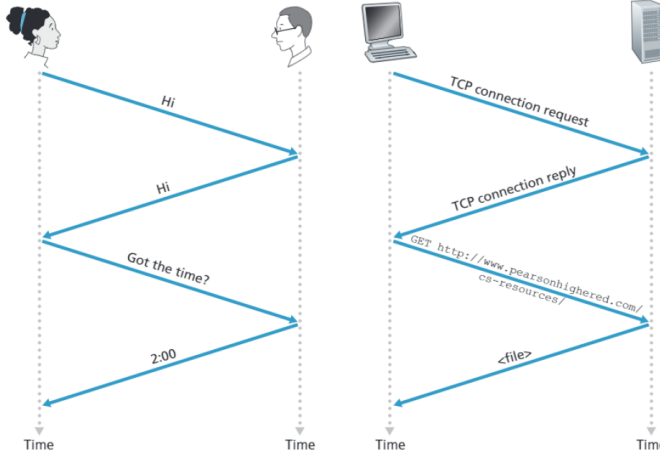 Hi
Hi
Got the time?
2:00
Time
Time
TCP connection request
TCP connection reply
GET http://www.pearsonhighered.com/
cs-resources/
<file>
Time
Time